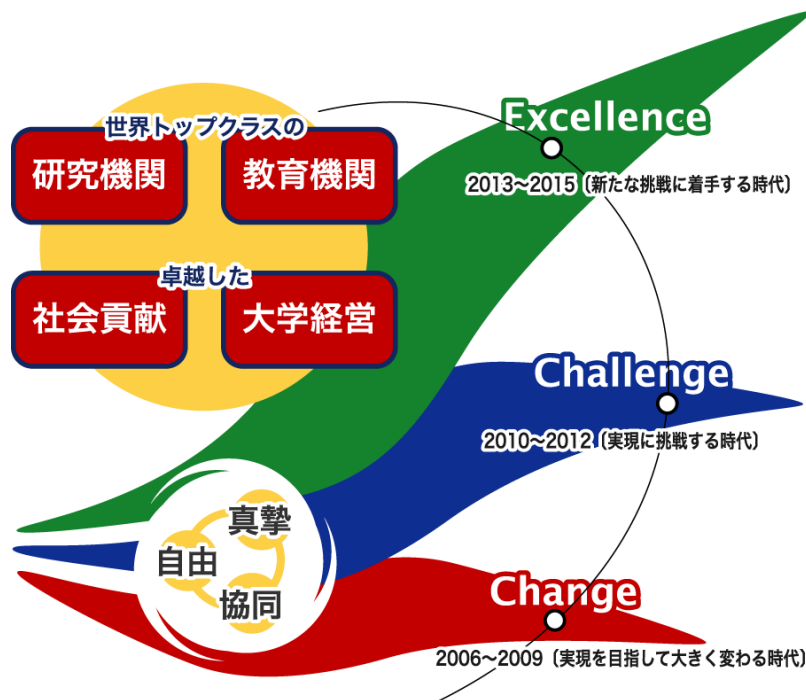 世界トップクラスの
研究機関
教育機関
卓越した
社会貢献
大学経営
Excellence
2013~2015〔新たな挑戦に着手する時代〕
Challenge
2010~2012〔実現に挑戦する時代〕
真摯
自由
協同
Change
2006~2009〔実現を目指して大きく変わる時代〕